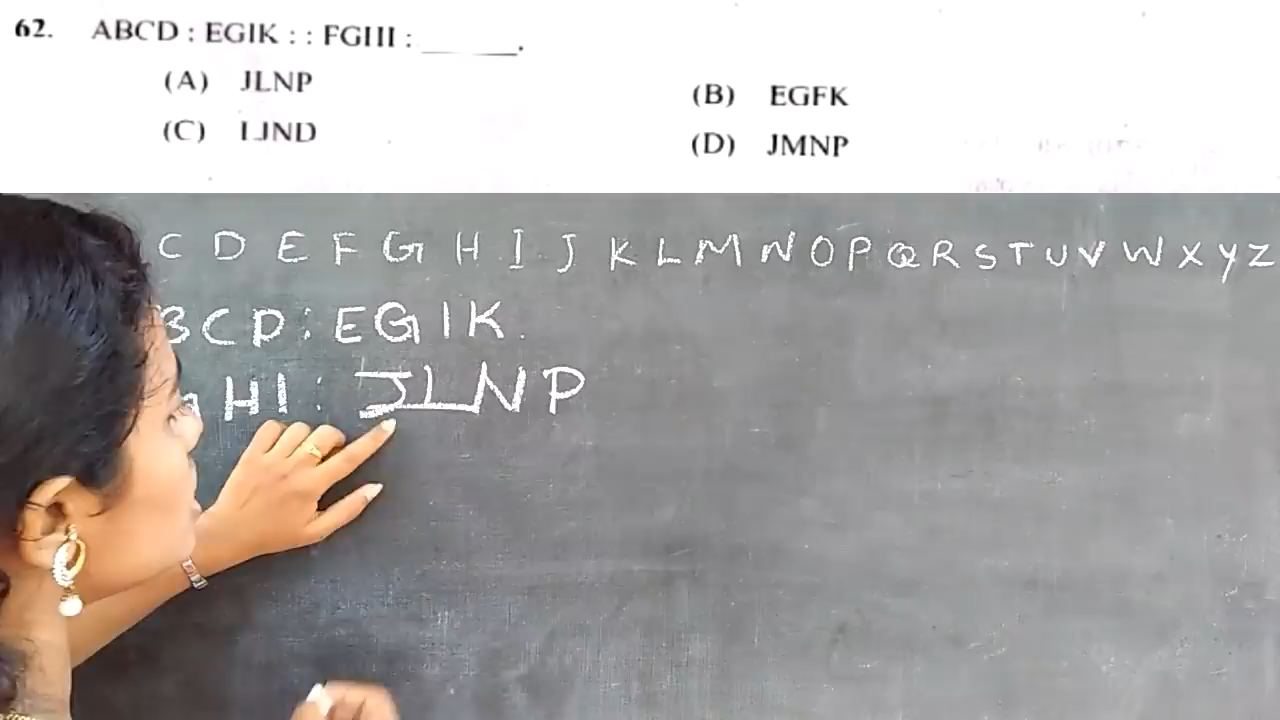 62. ABCD : EGIK : : FGHI : ______.
(A) JLNP
(B) EGFK
(C) IJND
(D) JMNP
C D E F G H I J K L M N O P Q R S T U V W X Y Z
BCD : EGIK.
HI : JLNP